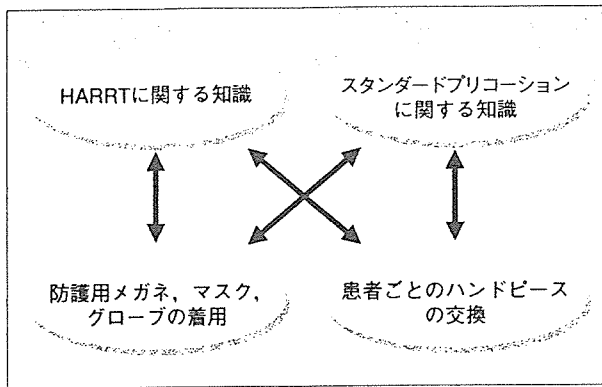 HARRTに関する知識
スタンダードプリコーション
に関する知識
防護用メガネ，マスク，
グローブの着用
患者ごとのハンドピース
の交換